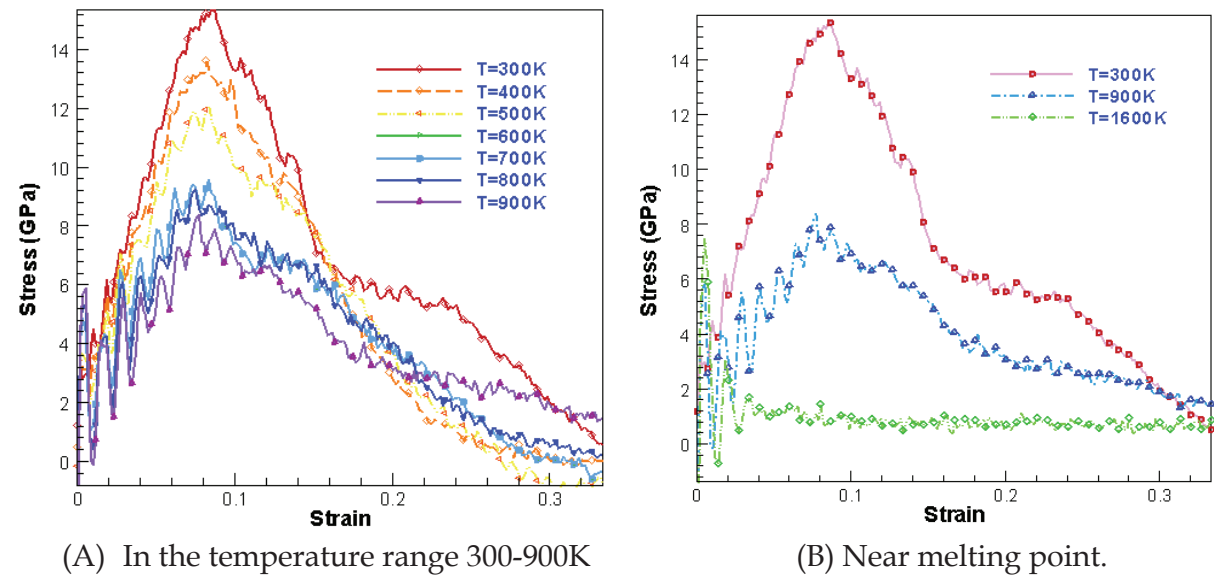 14
12
10
8
6
4
2
0
0
0.1
0.2
0.3
Stress (GPa)
Strain
T=300K
T=400K
T=500K
T=600K
T=700K
T=800K
T=900K
(A) In the temperature range 300-900K
14
12
10
8
6
4
2
0
0
0.1
0.2
0.3
Stress (GPa)
Strain
T=300K
T=900K
T=1600K
(B) Near melting point.